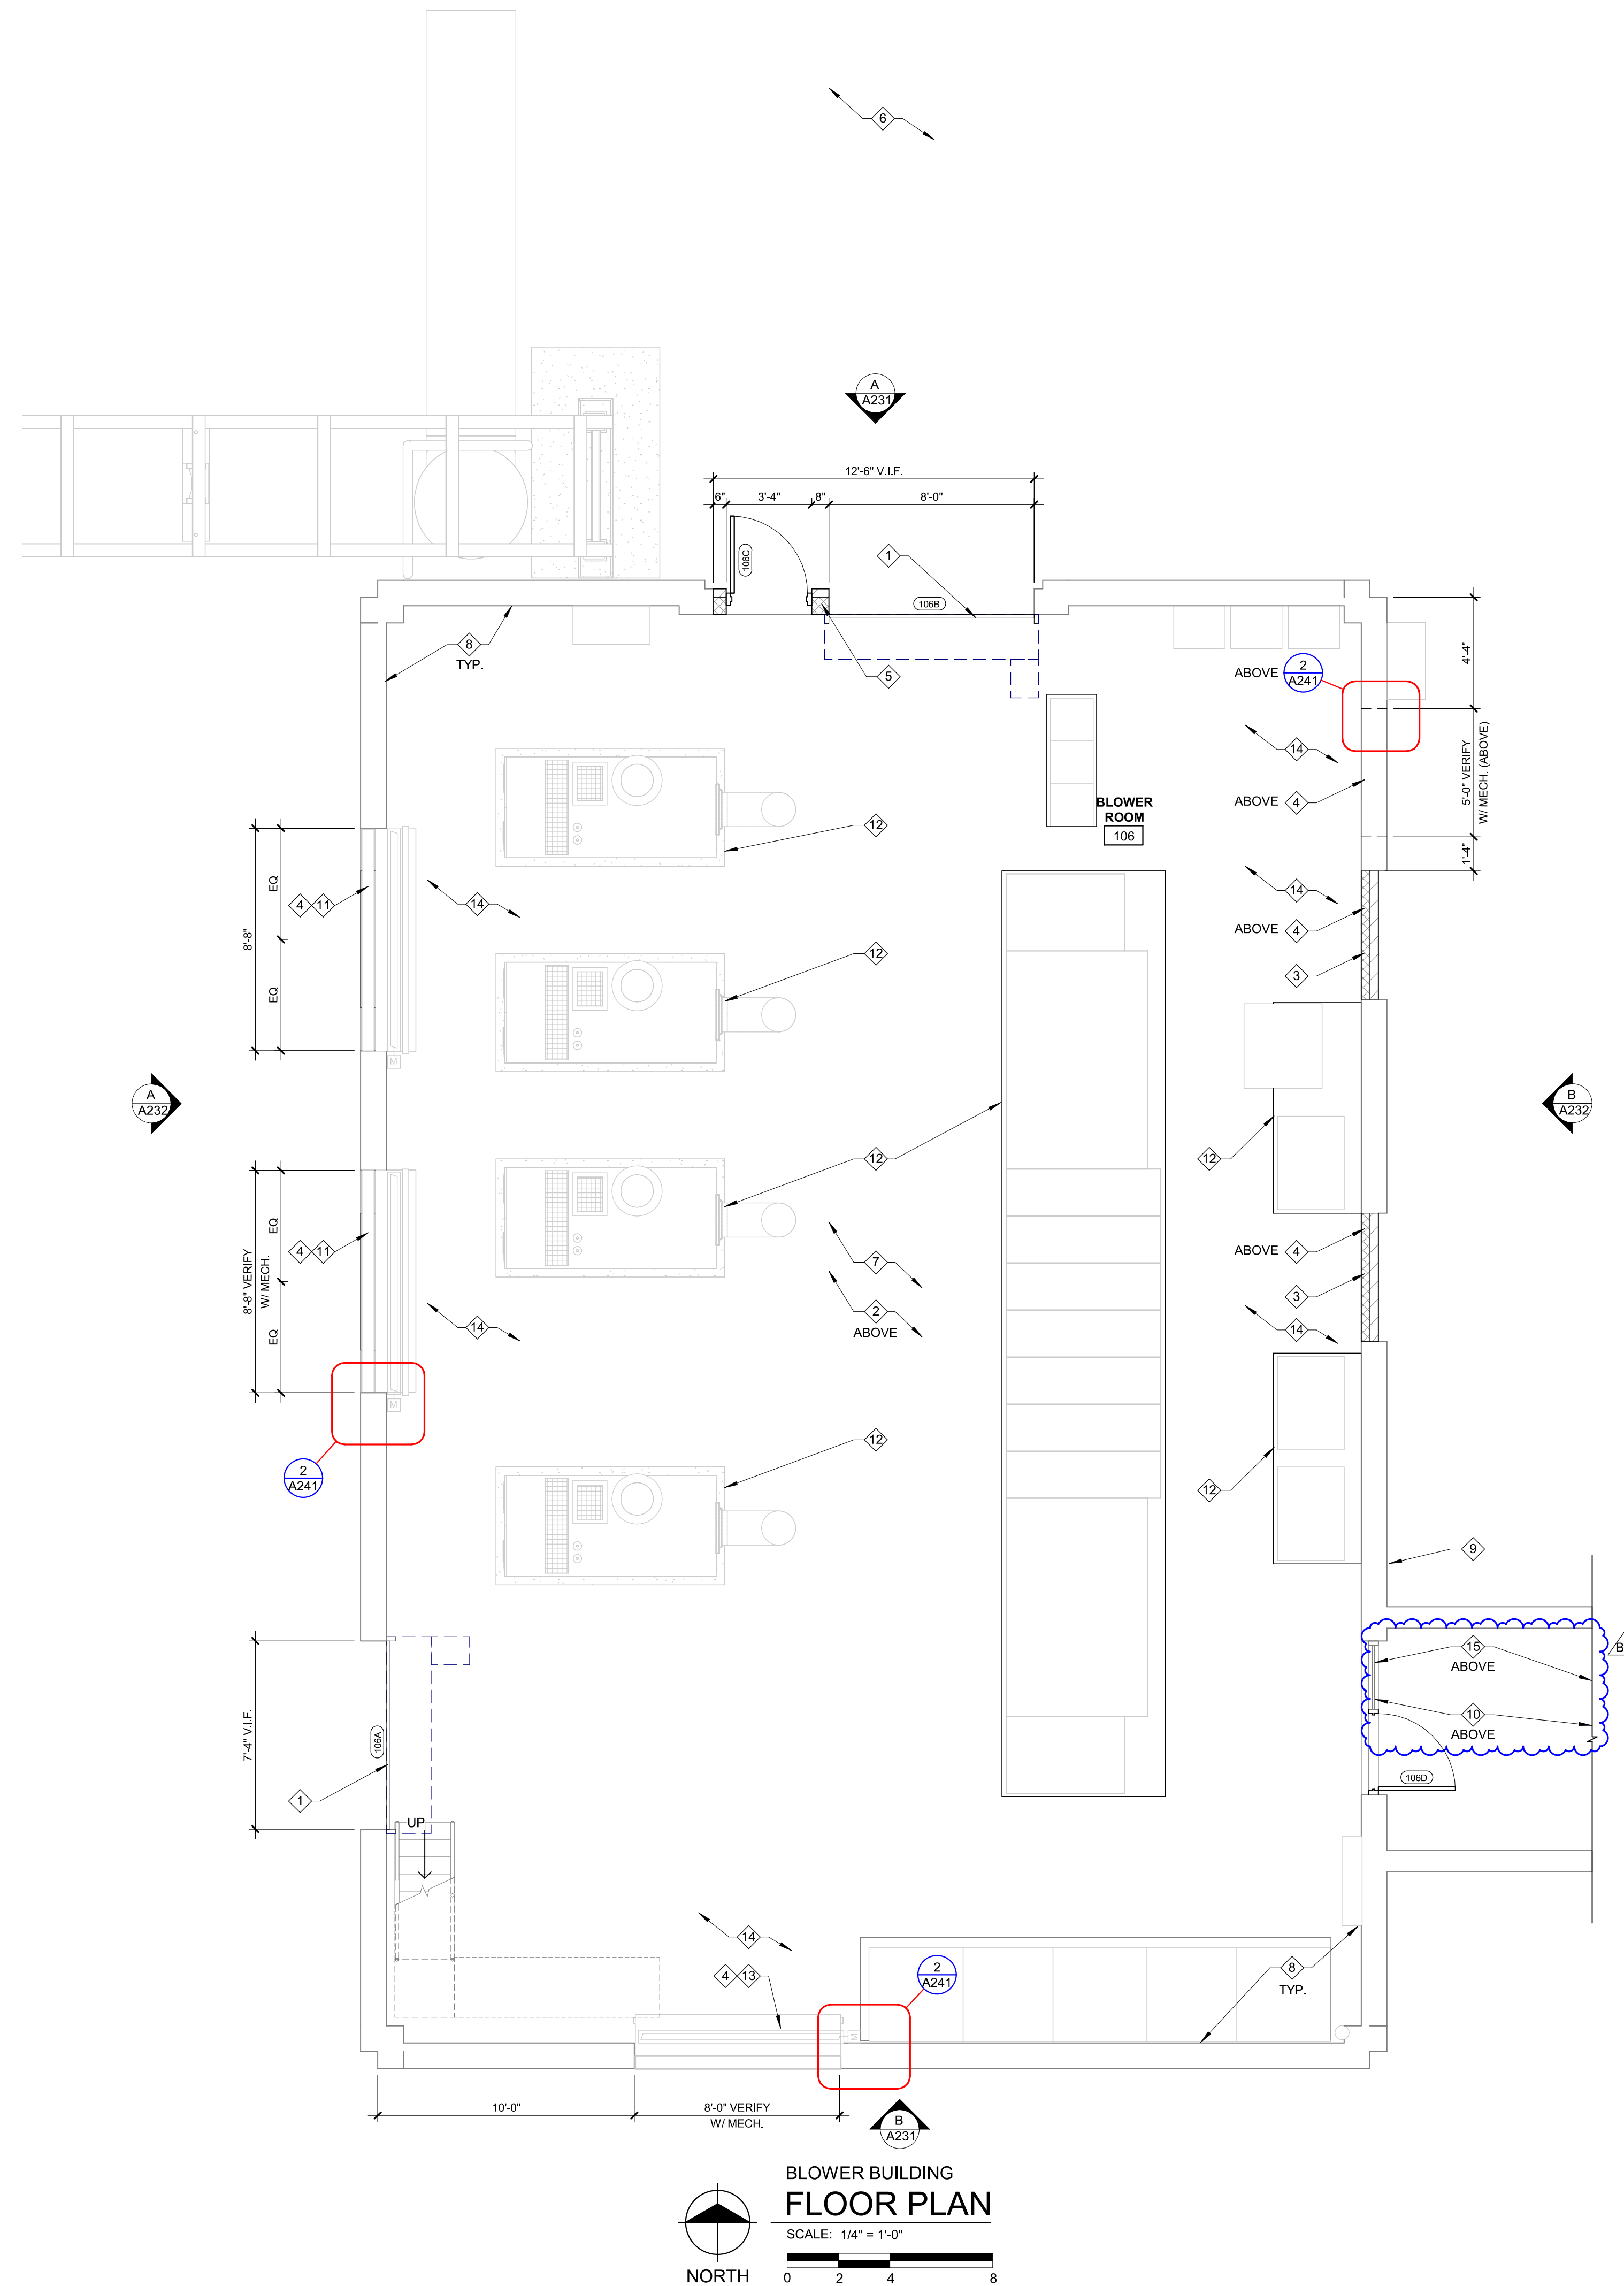 6
A
A231
12'-6" V.I.F.
6"
3'-4"
8"
8'-0"
106C
1
106B
8
TYP.
5
ABOVE
2
A241
4'-4"
14
5'-0" VERIFY
W/ MECH. (ABOVE)
ABOVE 4
BLOWER
ROOM
106
12
1'-4"
EQ
4 11
14
14
8'-8"
ABOVE 4
12
3
EQ
A
A232
B
A232
12
12
EQ
4 11
8'-8" VERIFY
W/ MECH.
7
ABOVE 4
3
2
ABOVE
14
14
EQ
12
2
A241
12
9
B
15
ABOVE
10
ABOVE
7'-4" V.I.F.
106A
1
106D
UP
14
4 13
M
M
M
2
A241
8
TYP.
10'-0"
8'-0" VERIFY
W/ MECH.
B
A231
BLOWER BUILDING
FLOOR PLAN
SCALE: 1/4" = 1'-0"
NORTH
0 2 4 8